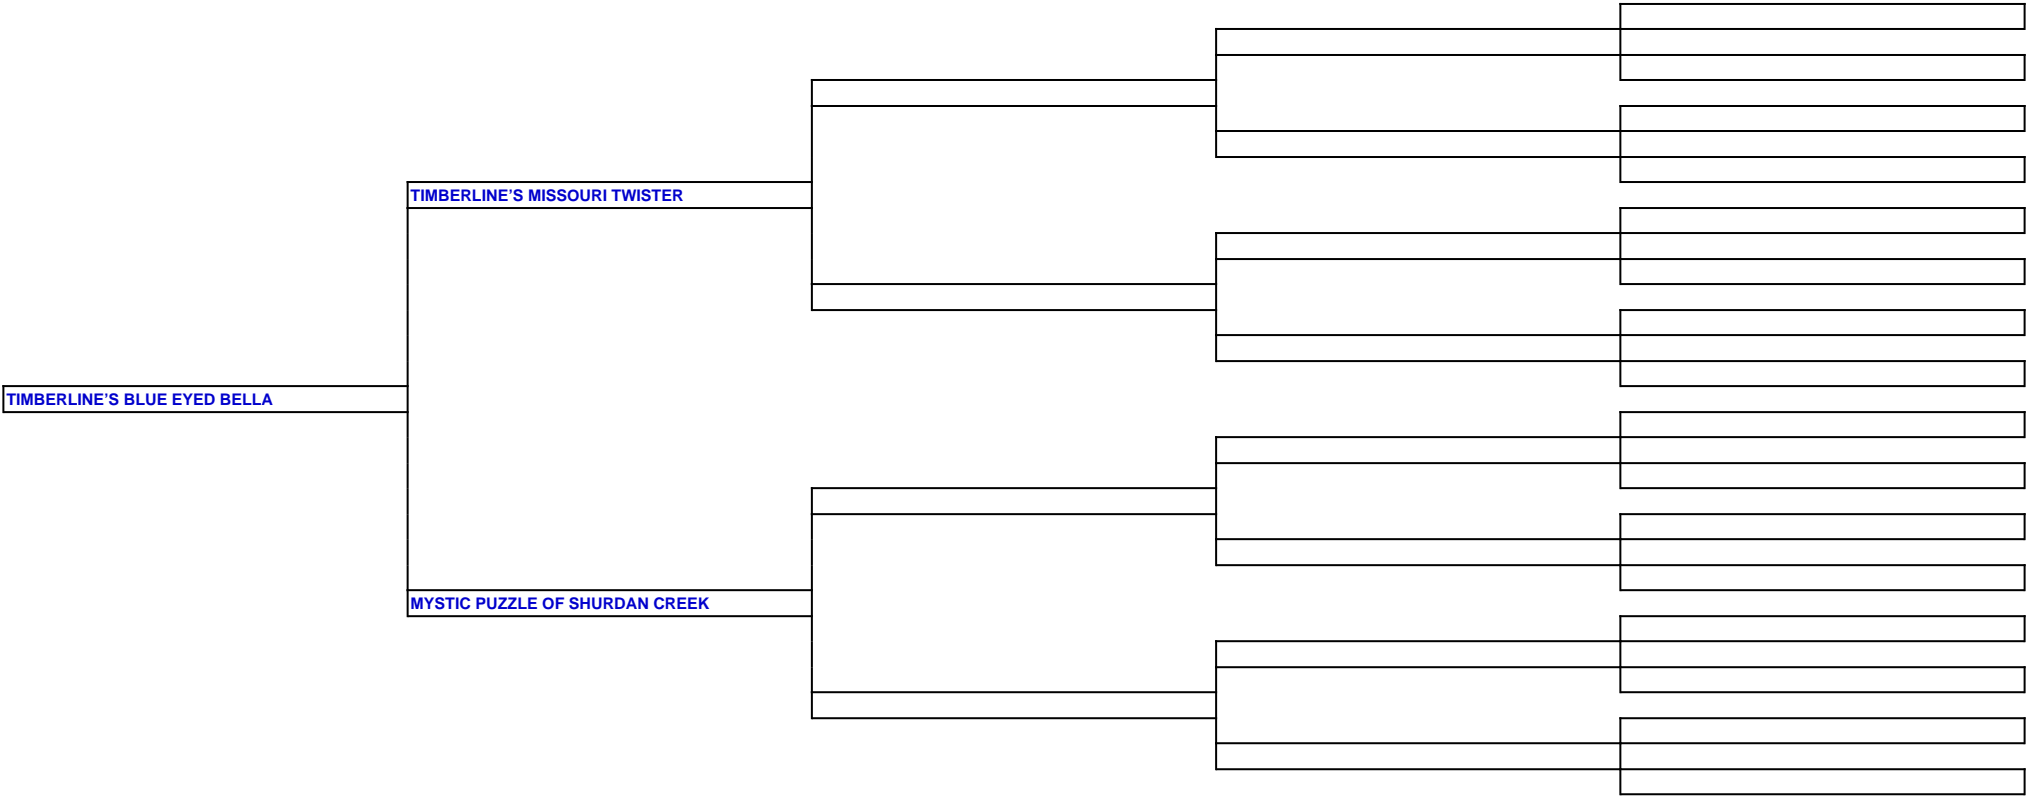 TIMBERLINE’S MISSOURI TWISTER
TIMBERLINE’S BLUE EYED BELLA
MYSTIC PUZZLE OF SHURDAN CREEK